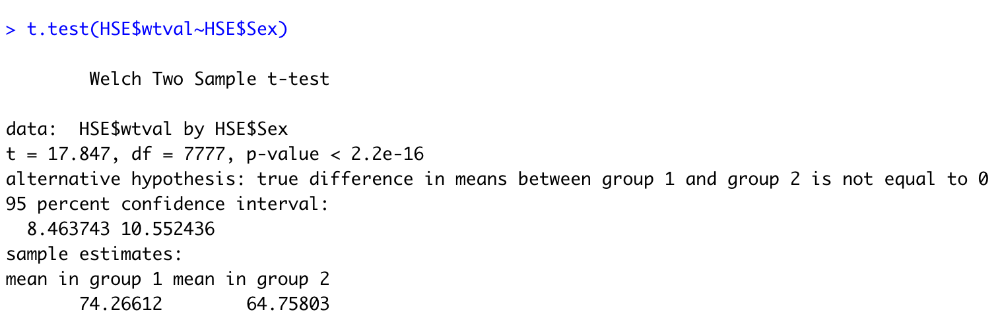 > t.test(HSE$wtval~HSE$Sex)
Welch Two Sample t-test
data:  HSE$wtval by HSE$Sex
t = 17.847, df = 7777, p-value < 2.2e-16
alternative hypothesis: true difference in means between group 1 and group 2 is not equal to 0
95 percent confidence interval:
8.463743 10.552436
sample estimates:
mean in group 1 mean in group 2
74.26612        64.75803